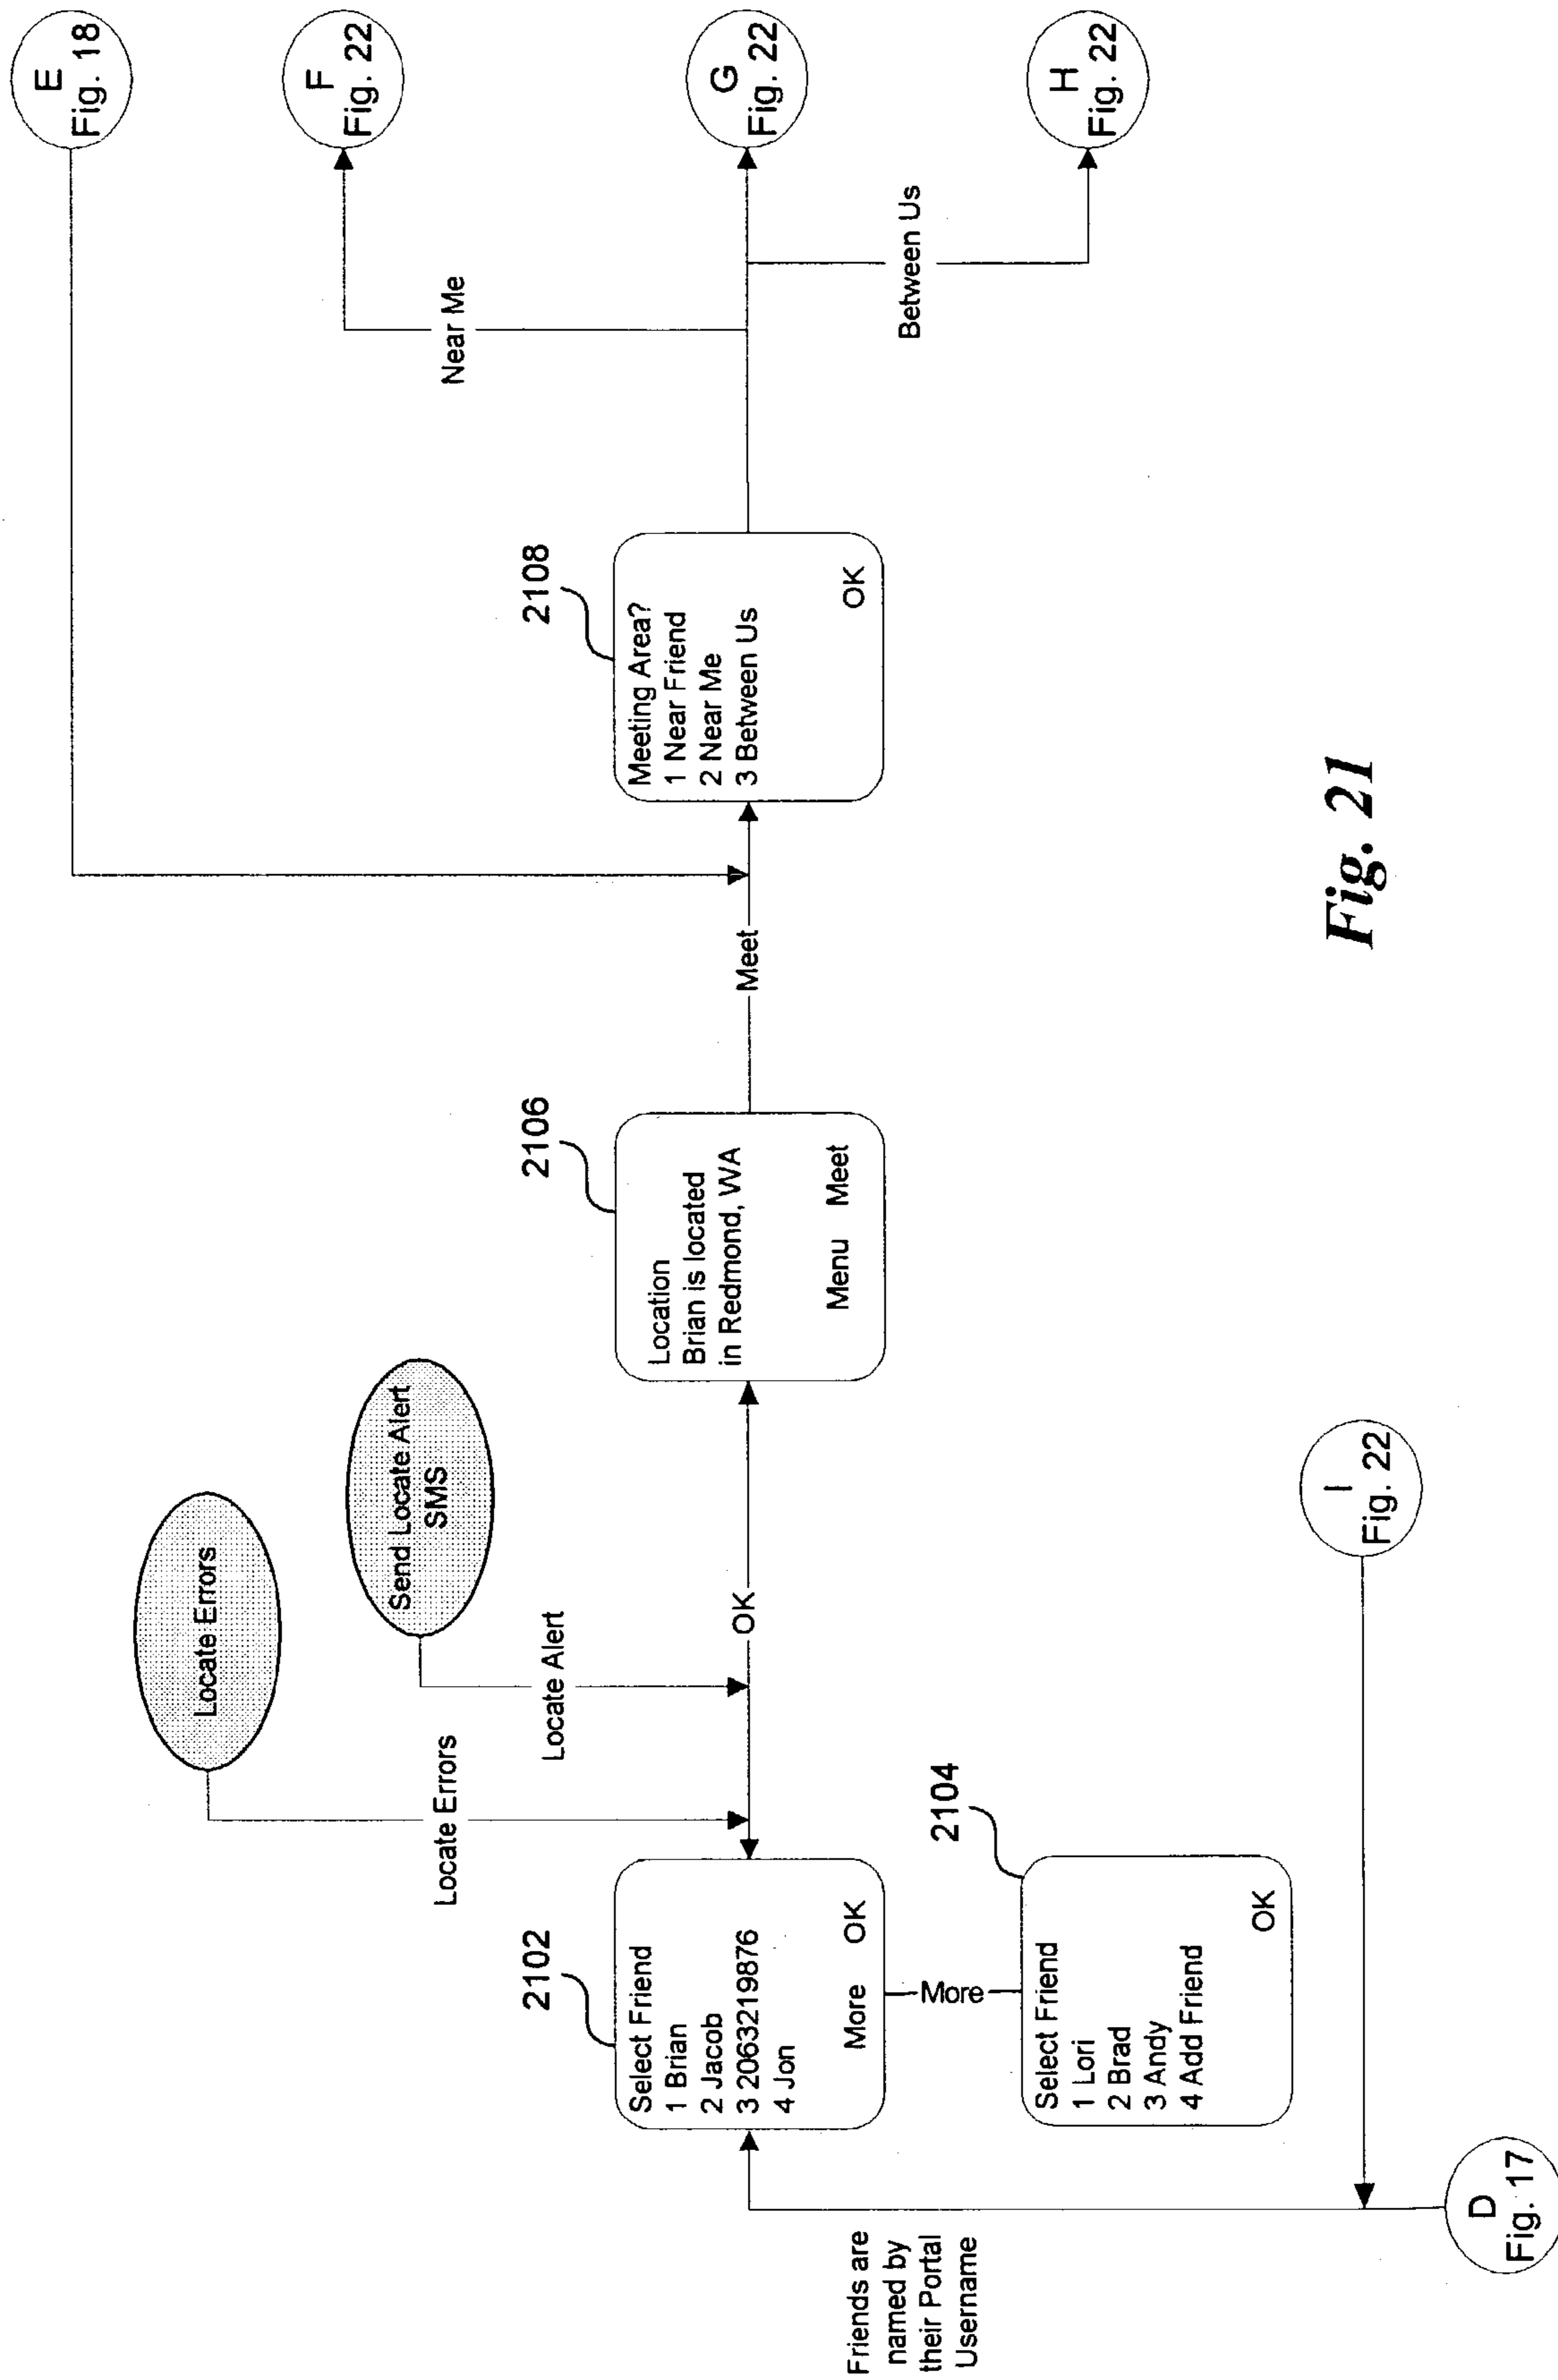 E
Fig. 18
F
Fig. 22
G
Fig. 22
H
Fig. 22
Near Me
Between Us
2108
Meeting Area?
1 Near Friend
2 Near Me
3 Between Us
OK
Meet
2106
Location
Brian is located
in Redmond, WA
Menu Meet
Locate Errors
Send Locate Alert
SMS
Locate Errors
Locate Alert
OK
2102
Select Friend
1 Brian
2 Jacob
3 2063219876
4 Jon
More OK
More
2104
Select Friend
1 Lori
2 Brad
3 Andy
4 Add Friend
OK
I
Fig. 22
D
Fig. 17
Friends are
named by
their Portal
Username
Fig. 21